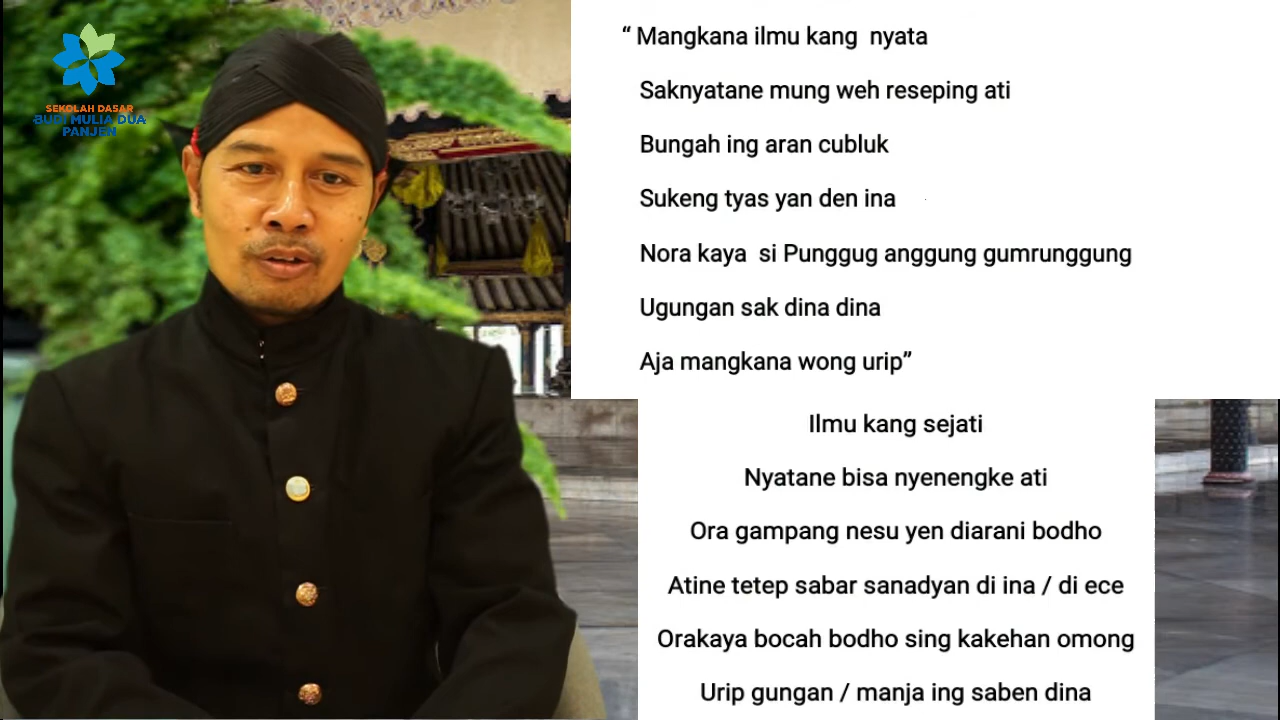 SEKOLAH DASAR
BUDI MULIA DUA
PANJEN
“ Mangkana ilmu kang nyata
Saknyatane mung weh reseping ati
Bungah ing aran cubluk
Sukeng tyas yan den ina
Nora kaya si Punggug anggung gumrunggung
Ugungan sak dina dina
Aja mangkana wong urip”
Ilmu kang sejati
Nyatane bisa nyenengke ati
Ora gampang nesu yen diarani bodho
Atine tetep sabar sanadyan di ina / di ece
Orakaya bocah bodho sing kakehan omong
Urip gungan / manja ing saben dina